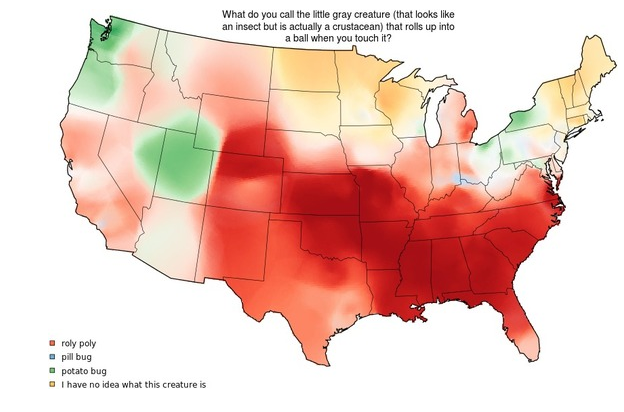 What do you call the little gray creature (that looks like
an insect but is actually a crustacean) that rolls up into
a ball when you touch it?
roly poly
pill bug
potato bug
I have no idea what this creature is